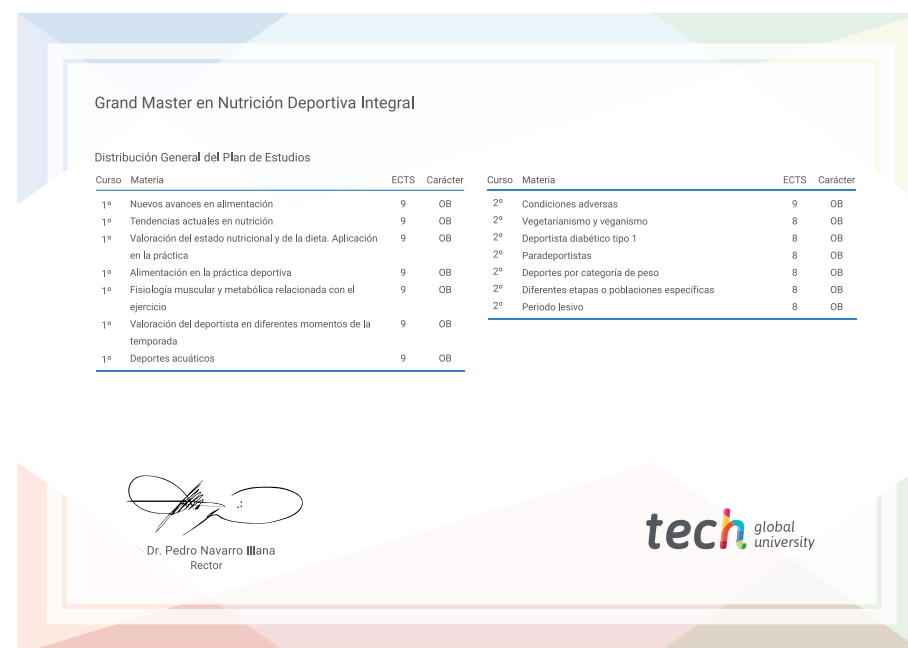 Grand Master en Nutrición Deportiva Integral
Distribución General del Plan de Estudios
Curso Materia ECTS Carácter
1º Nuevos avances en alimentación 9 OB
1º Tendencias actuales en nutrición 9 OB
1º Valoración del estado nutricional y de la dieta. Aplicación 9 OB
en la práctica
1º Alimentación en la práctica deportiva 9 OB
1º Fisiología muscular y metabólica relacionada con el 9 OB
ejercicio
1º Valoración del deportista en diferentes momentos de la 9 OB
temporada
1º Deportes acuáticos 9 OB
Curso Materia ECTS Carácter
2º Condiciones adversas 9 OB
2º Vegetarianismo y veganismo 8 OB
2º Deportista diabético tipo 1 8 OB
2º Paradeportistas 8 OB
2º Deportes por categoría de peso 8 OB
2º Diferentes etapas o poblaciones específicas 8 OB
2º Periodo lesivo 8 OB
Dr. Pedro Navarro Illana
Rector
tech global
university